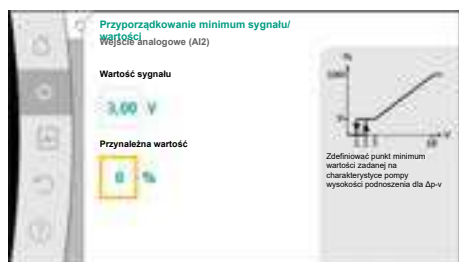 Przyporządkowanie minimum sygnału/
wartości
Wejście analogowe (AI2)
Wartość sygnału
3,00 V
Przynależna wartość
0 %
%
V
Zdefiniować punkt minimum
wartości zadanej na
charakterystyce pompy
wysokości podnoszenia dla Δp-v